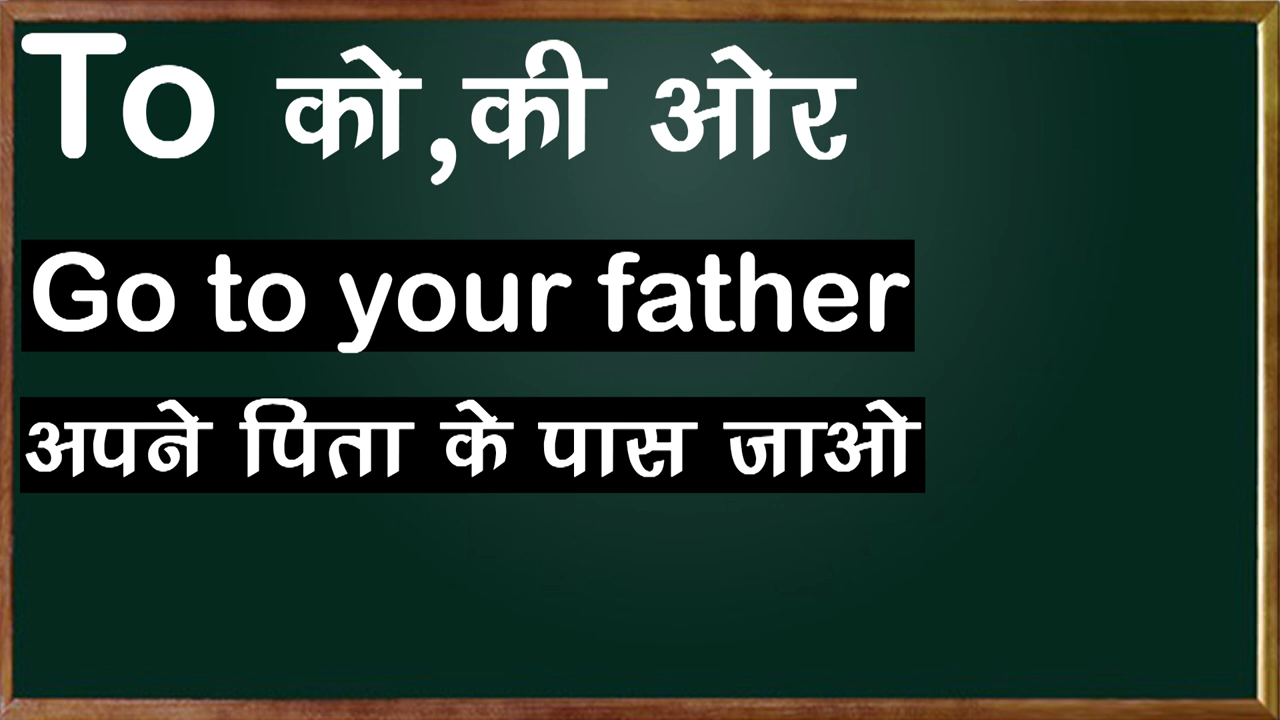 To को,की ओर
Go to your father
अपने पिता के पास जाओ